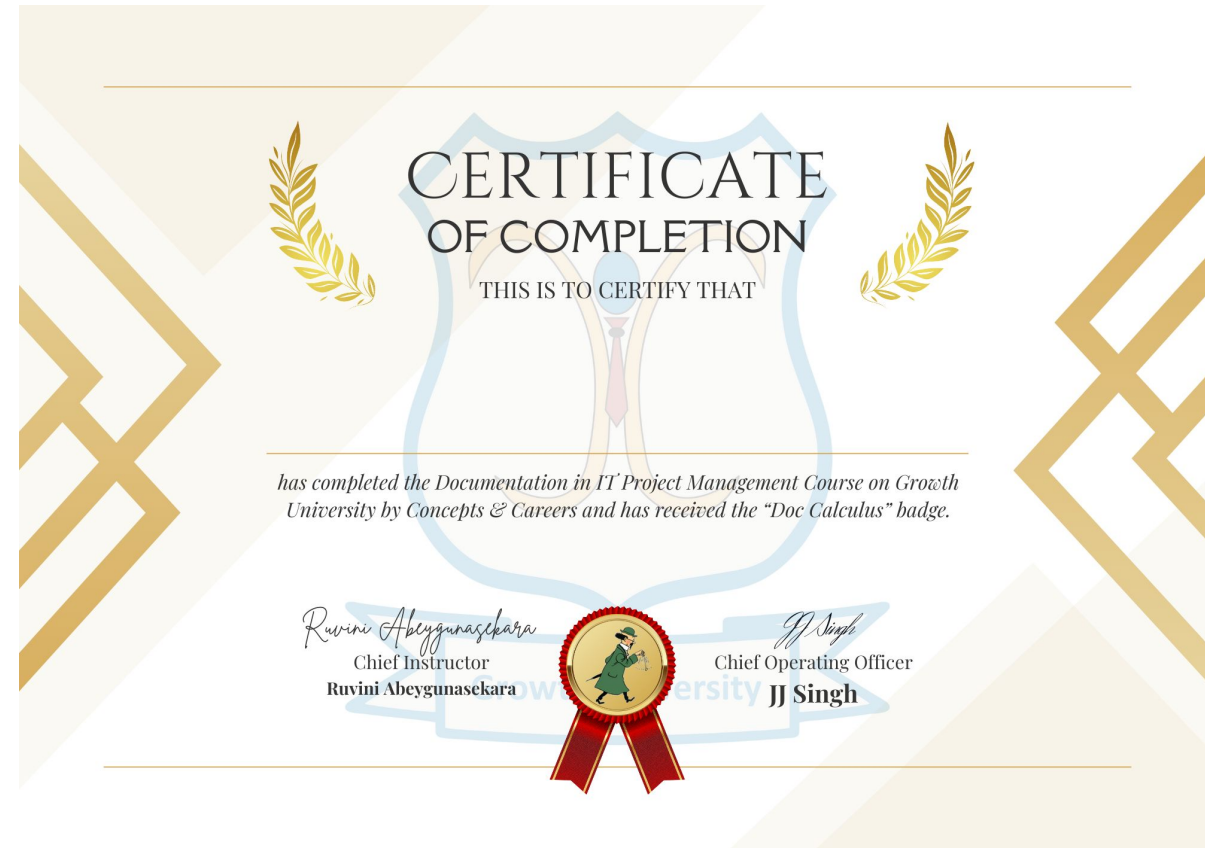 CERTIFICATE
OF COMPLETION
THIS IS TO CERTIFY THAT
has completed the Documentation in IT Project Management Course on Growth
University by Concepts & Careers and has received the “Doc Calculus” badge.
Ruvini Abeygunasekara
Chief Instructor
Ruvini Abeygunasekara
JJ Singh
Chief Operating Officer
JJ Singh
Grow ersity